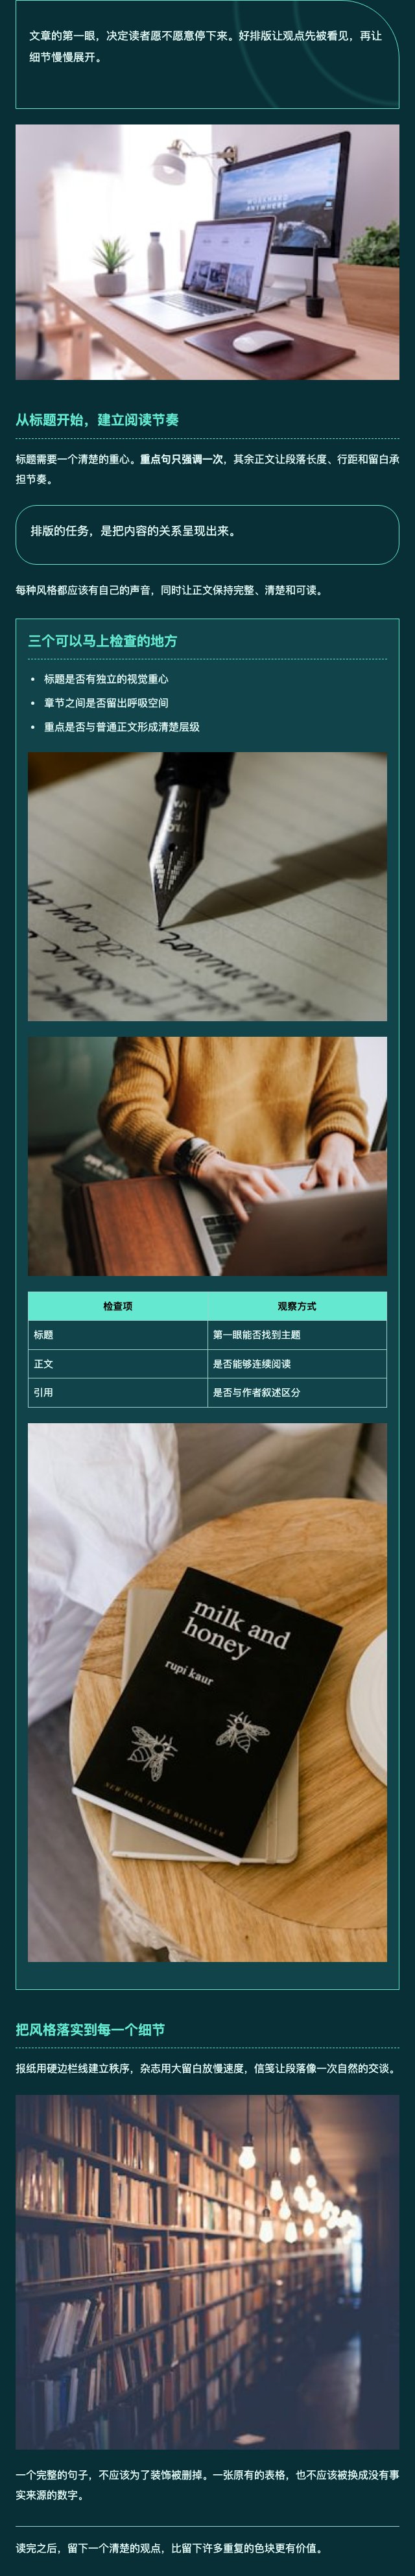 文章的第一眼，决定读者愿不愿意停下来。好排版让观点先被看见，再让
细节慢慢展开。
从标题开始，建立阅读节奏
标题需要一个清楚的重心。重点句只强调一次，其余正文让段落长度、行距和留白承
担节奏。
排版的任务，是把内容的关系呈现出来。
每种风格都应该有自己的声音，同时让正文保持完整、清楚和可读。
三个可以马上检查的地方
• 标题是否有独立的视觉重心
• 章节之间是否留出呼吸空间
• 重点是否与普通正文形成清楚层级
检查项 观察方式
标题 第一眼能否找到主题
正文 是否能够连续阅读
引用 是否与作者叙述区分
milk and
honey
rupi kaur
NEW YORK TIMES BESTSELLER
把风格落实到每一个细节
报纸用硬边栏线建立秩序，杂志用大留白放慢速度，信笺让段落像一次自然的交谈。
一个完整的句子，不应该为了装饰被删掉。一张原有的表格，也不应该被换成没有事
实来源的数字。
读完之后，留下一个清楚的观点，比留下许多重复的色块更有价值。